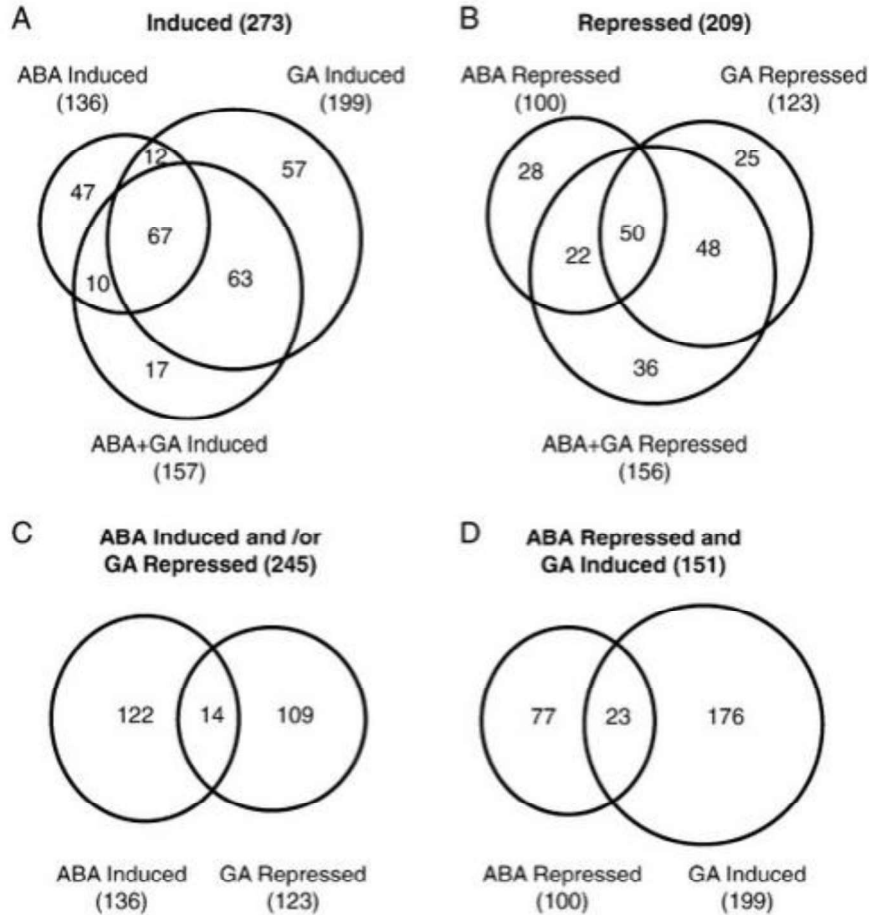 A
Induced (273)
ABA Induced
(136)
GA Induced
(199)
12
57
47
67
10
63
17
ABA+GA Induced
(157)
B
Repressed (209)
ABA Repressed
(100)
GA Repressed
(123)
28
25
50
22
48
36
ABA+GA Repressed
(156)
C
ABA Induced and /or
GA Repressed (245)
122
14
109
ABA Induced
(136)
GA Repressed
(123)
D
ABA Repressed and
GA Induced (151)
77
23
176
ABA Repressed
(100)
GA Induced
(199)